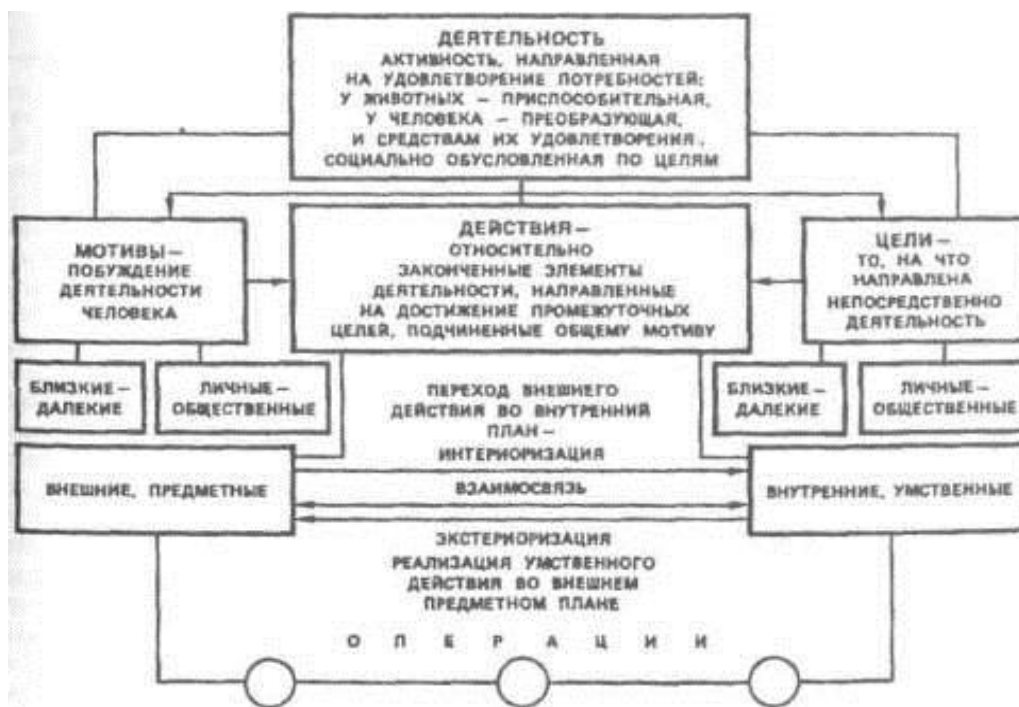 ДЕЯТЕЛЬНОСТЬ
АКТИВНОСТЬ, НАПРАВЛЕННАЯ
НА УДОВЛЕТВОРЕНИЕ ПОТРЕБНОСТЕЙ;
У ЖИВОТНЫХ – ПРИСПОСОБИТЕЛЬНАЯ,
У ЧЕЛОВЕКА – ПРЕОБРАЗУЮЩАЯ,
И СРЕДСТВАМ ИХ УДОВЛЕТВОРЕНИЯ,
СОЦИАЛЬНО ОБУСЛОВЛЕННАЯ ПО ЦЕЛЯМ
МОТИВЫ –
ПОБУЖДЕНИЕ
ДЕЯТЕЛЬНОСТИ
ЧЕЛОВЕКА
ДЕЙСТВИЯ –
ОТНОСИТЕЛЬНО
ЗАКОНЧЕННЫЕ ЭЛЕМЕНТЫ
ДЕЯТЕЛЬНОСТИ, НАПРАВЛЕННЫЕ
НА ДОСТИЖЕНИЕ ПРОМЕЖУТОЧНЫХ
ЦЕЛЕЙ, ПОДЧИНЕННЫЕ ОБЩЕМУ МОТИВУ
ЦЕЛИ –
ТО, НА ЧТО
НАПРАВЛЕНА
НЕПОСРЕДСТВЕННО
ДЕЯТЕЛЬНОСТЬ
БЛИЗКИЕ –
ДАЛЕКИЕ
ЛИЧНЫЕ –
ОБЩЕСТВЕННЫЕ
БЛИЗКИЕ –
ДАЛЕКИЕ
ЛИЧНЫЕ –
ОБЩЕСТВЕННЫЕ
ПЕРЕХОД ВНЕШНЕГО
ДЕЙСТВИЯ ВО ВНУТРЕННИЙ
ПЛАН –
ИНТЕРИОРИЗАЦИЯ
ВНЕШНИЕ, ПРЕДМЕТНЫЕ
ВЗАИМОСВЯЗЬ
ВНУТРЕННИЕ, УМСТВЕННЫЕ
ЭКСТЕРИОРИЗАЦИЯ
РЕАЛИЗАЦИЯ УМСТВЕННОГО
ДЕЙСТВИЯ ВО ВНЕШНЕМ
ПРЕДМЕТНОМ ПЛАНЕ
О П Е Р А Ц И И